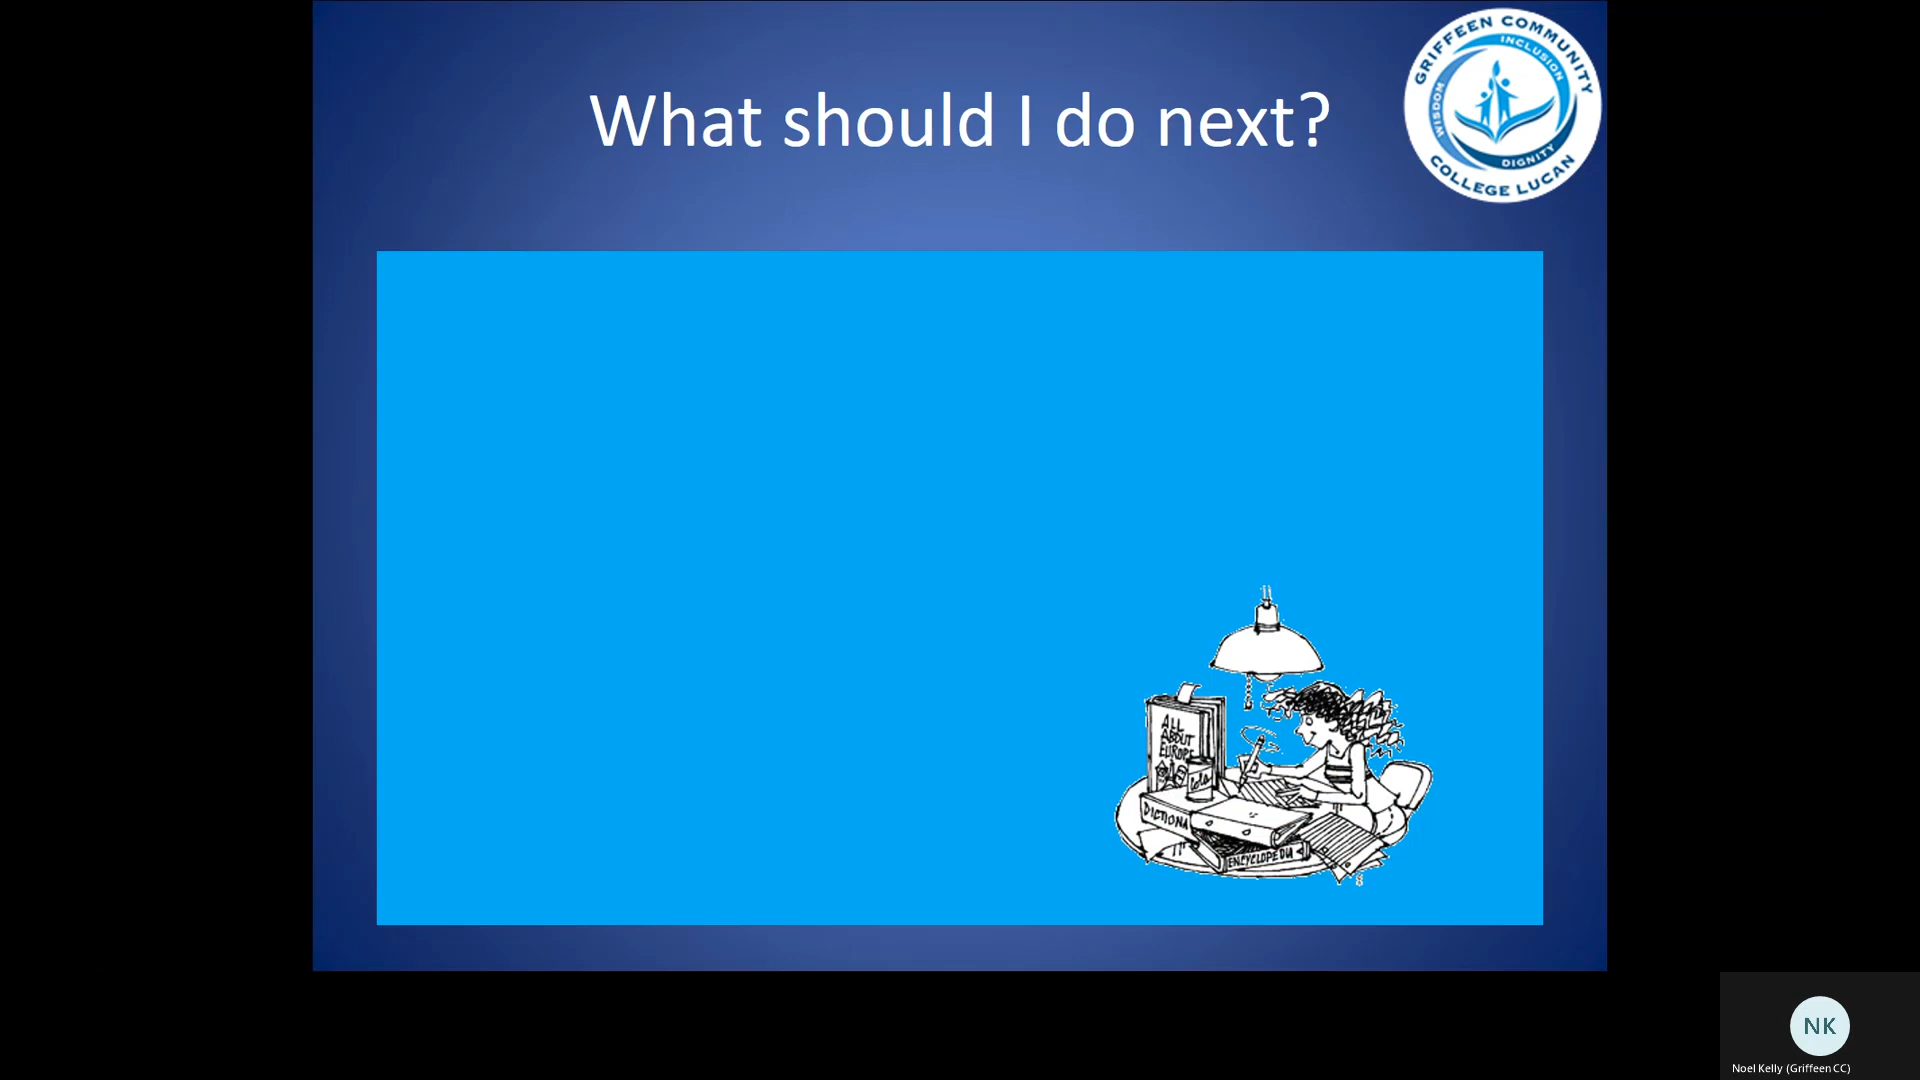 What should I do next?
GRIFFEEN COMMUNITY
COLLEGE LUCAN
INCLUSION
WISDOM
DIGNITY
ALL
ABOUT
EUROPE
Cola
DICTIONA
ENCYCLOPEDIA
NK
Noel Kelly (Griffeen CC)